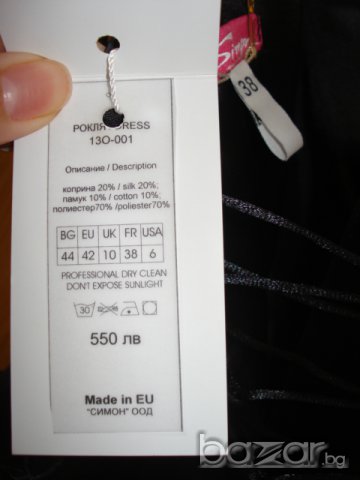 РОКЛЯ DRESS
13O-001
Описание / Description
коприна 20% / silk 20%
памук 10% / cotton 10%
полиестер70% /poliester70%
BG EU UK FR USA
44 42 10 38 6
PROFESSIONAL DRY CLEAN
DONT EXPOSE SUNLIGHT
30
550 лв
Made in EU
"СИМОН" ООД
38
bazar.bg